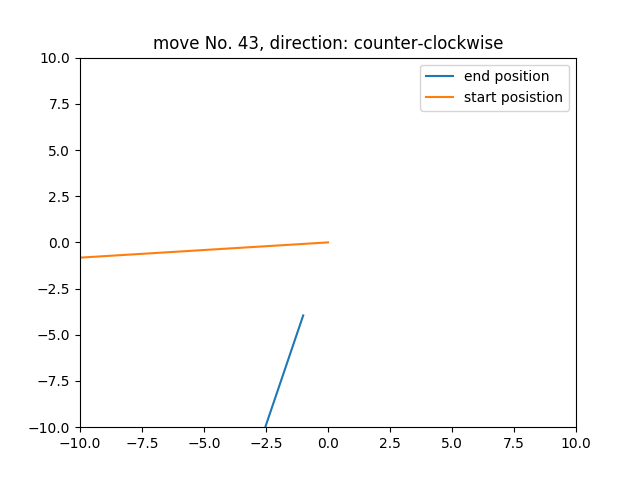 move No. 43, direction: counter-clockwise
end position
start posistion
10.0
7.5
5.0
2.5
0.0
−2.5
−5.0
−7.5
−10.0
−10.0 −7.5 −5.0 −2.5 0.0 2.5 5.0 7.5 10.0